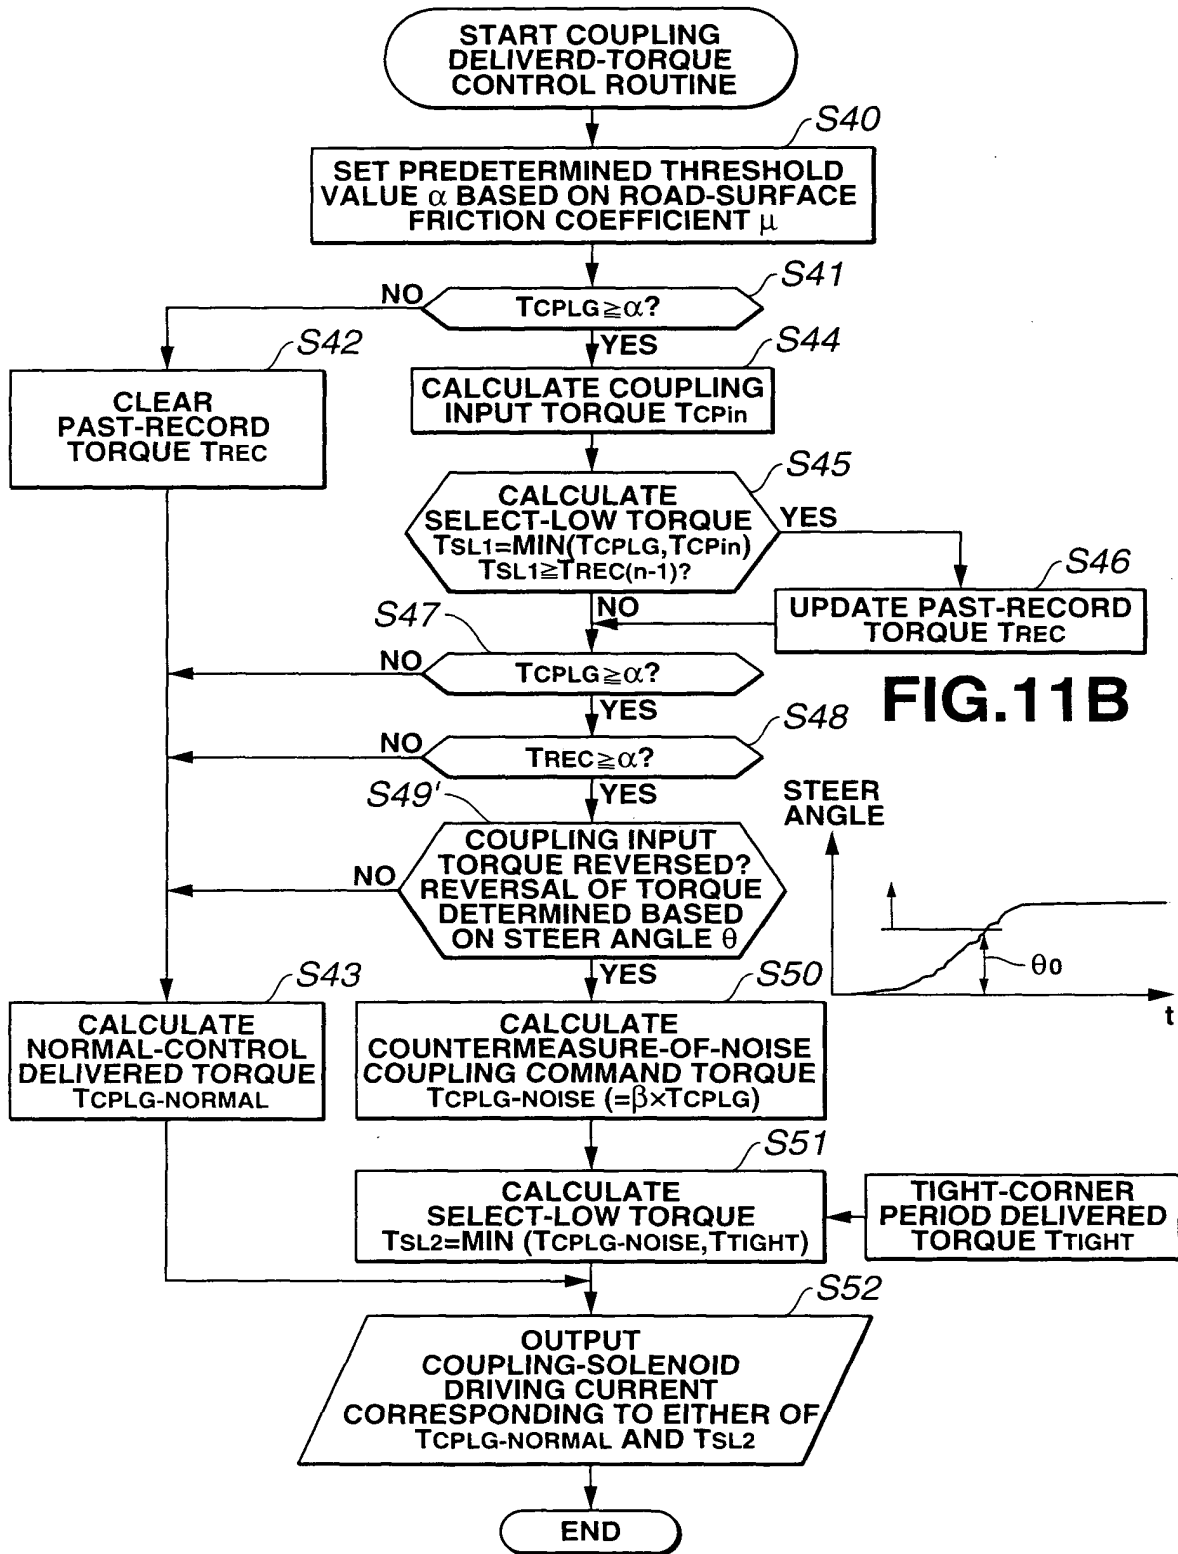 START COUPLING
DELIVERD-TORQUE
CONTROL ROUTINE
S40
SET PREDETERMINED THRESHOLD
VALUE α BASED ON ROAD-SURFACE
FRICTION COEFFICIENT μ
S41
NO
TCPLG≧α?
YES
S42
CLEAR
PAST-RECORD
TORQUE TREC
S44
CALCULATE COUPLING
INPUT TORQUE TCPin
S45
CALCULATE
SELECT-LOW TORQUE
TSL1=MIN(TCPLG,TCPin)
TSL1≧TREC(n-1)?
YES
NO
S46
UPDATE PAST-RECORD
TORQUE TREC
S47
NO
TCPLG≧α?
YES
FIG.11B
S48
NO
TREC≧α?
YES
S49'
COUPLING INPUT
TORQUE REVERSED?
REVERSAL OF TORQUE
DETERMINED BASED
ON STEER ANGLE θ
NO
YES
STEER
ANGLE
θ0
t
S43
CALCULATE
NORMAL-CONTROL
DELIVERED TORQUE
TCPLG-NORMAL
S50
CALCULATE
COUNTERMEASURE-OF-NOISE
COUPLING COMMAND TORQUE
TCPLG-NOISE (=β×TCPLG)
S51
CALCULATE
SELECT-LOW TORQUE
TSL2=MIN (TCPLG-NOISE,TTIGHT)
TIGHT-CORNER
PERIOD DELIVERED
TORQUE TTIGHT
S52
OUTPUT
COUPLING-SOLENOID
DRIVING CURRENT
CORRESPONDING TO EITHER OF
TCPLG-NORMAL AND TSL2
END